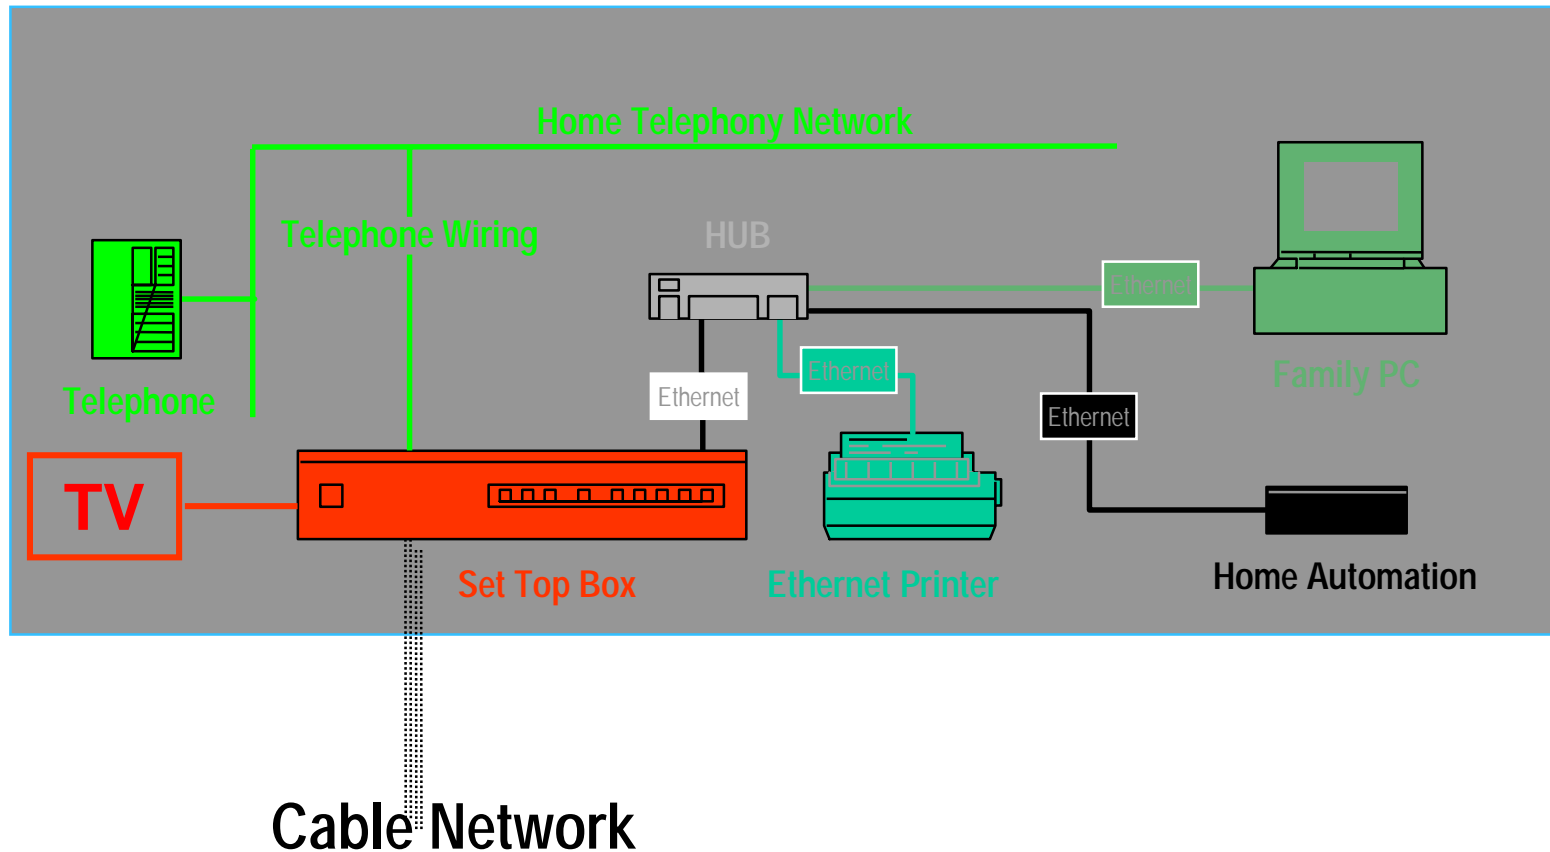 Home Telephony Network
Telephone Wiring
HUB
Ethernet
Ethernet
Family PC
Telephone
Ethernet
Ethernet
TV
Set Top Box
Ethernet Printer
Home Automation
Cable Network